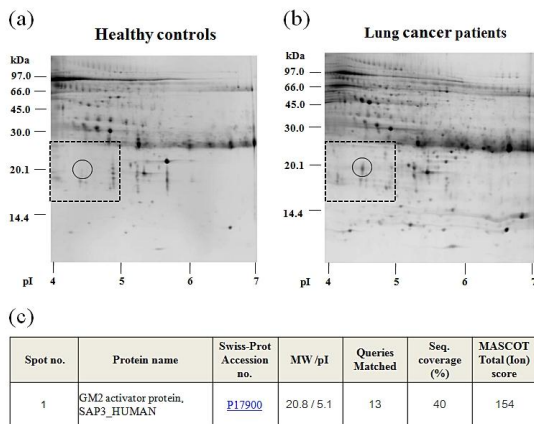 (a)
Healthy controls
kDa
97.0
66.0
45.0
30.0
20.1
14.4
pI
4
5
6
7
(b)
Lung cancer patients
kDa
97.0
66.0
45.0
30.0
20.1
14.4
pI
4
5
6
7
(c)
Spot no.
Protein name
Swiss-Prot
Accession
no.
MW /pI
Queries
Matched
Seq.
coverage
(%)
MASCOT
Total (Ion)
score
1
GM2 activator protein,
SAP3_HUMAN
P17900
20.8 / 5.1
13
40
154